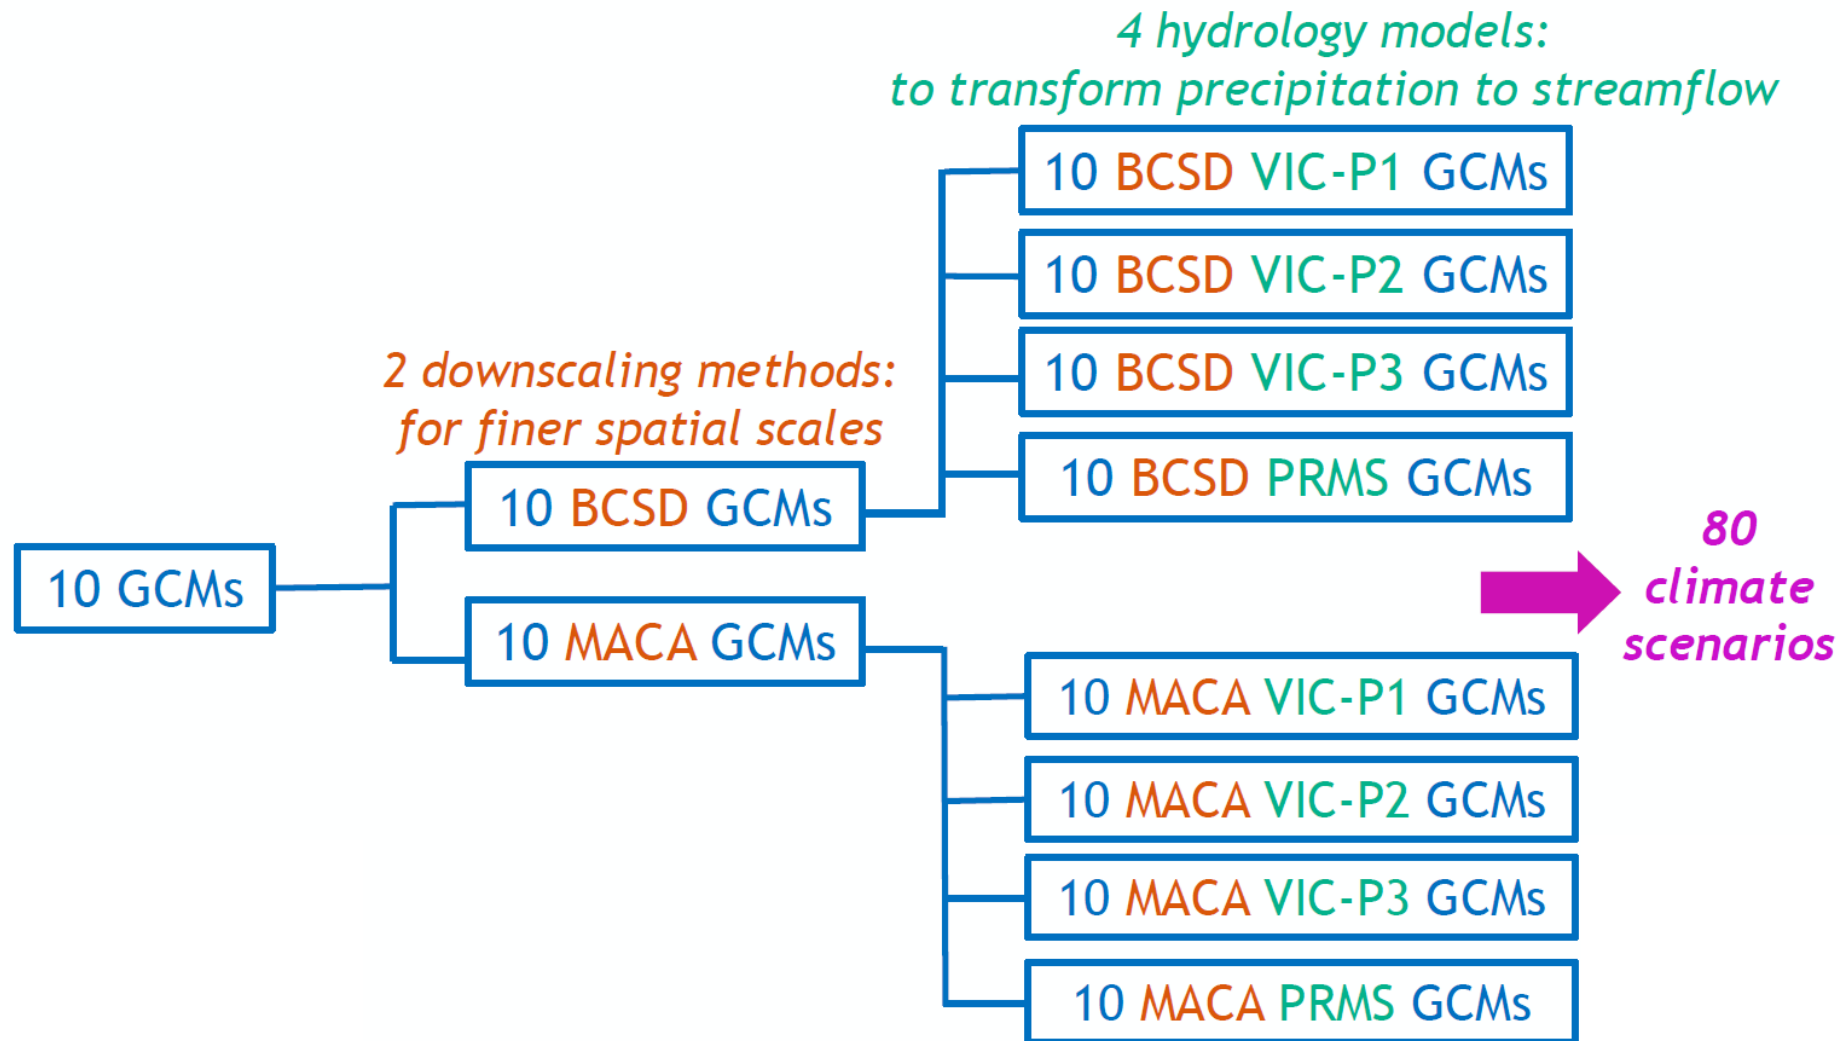 4 hydrology models:
to transform precipitation to streamflow
10 BCSD VIC-P1 GCMs
10 BCSD VIC-P2 GCMs
10 BCSD VIC-P3 GCMs
10 BCSD PRMS GCMs
2 downscaling methods:
for finer spatial scales
10 BCSD GCMs
10 GCMs
10 MACA GCMs
80
climate
scenarios
10 MACA VIC-P1 GCMs
10 MACA VIC-P2 GCMs
10 MACA VIC-P3 GCMs
10 MACA PRMS GCMs